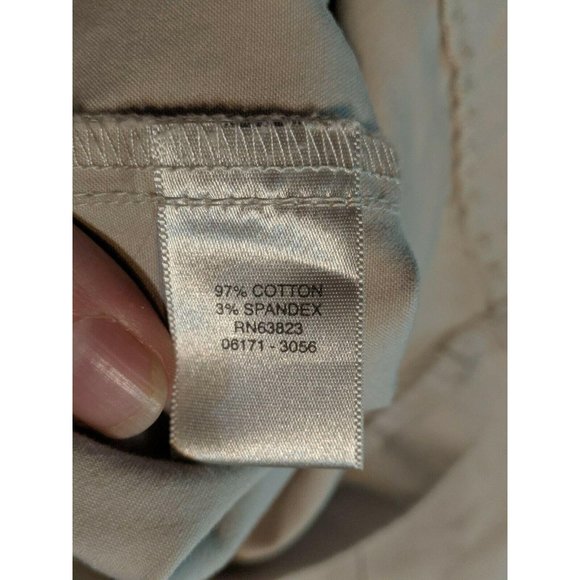 97% COTTON
3% SPANDEX
RN63823
06171 - 3056